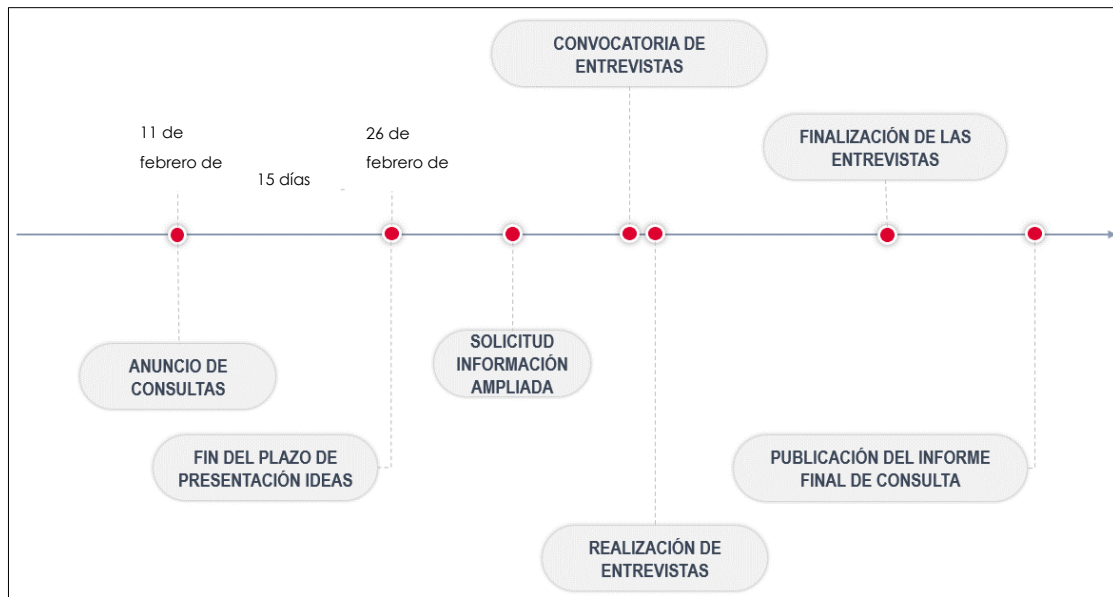 CONVOCATORIA DE
ENTREVISTAS
11 de
febrero de
15 días
26 de
febrero de
FINALIZACIÓN DE LAS
ENTREVISTAS
ANUNCIO DE
CONSULTAS
SOLICITUD
INFORMACIÓN
AMPLIADA
FIN DEL PLAZO DE
PRESENTACIÓN IDEAS
PUBLICACIÓN DEL INFORME
FINAL DE CONSULTA
REALIZACIÓN DE
ENTREVISTAS